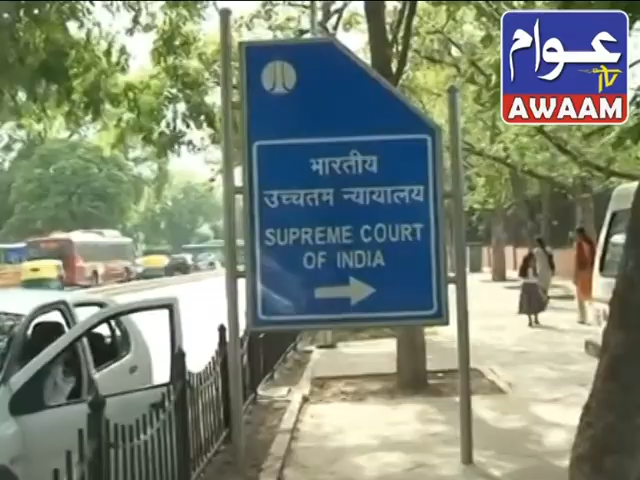 عوام
TV
AWAAM
भारतीय
उच्चतम न्यायालय
SUPREME COURT
OF INDIA